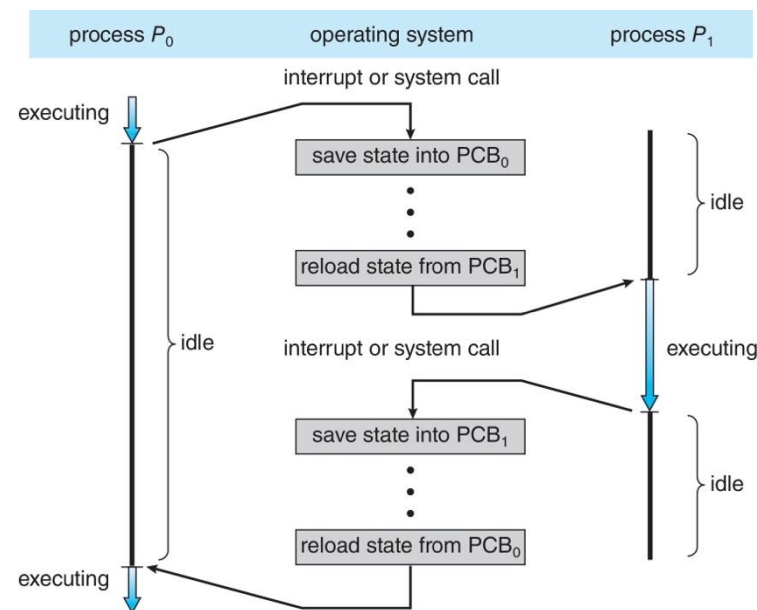 process P₀ operating system process P₁
interrupt or system call
executing
save state into PCB₀
idle
reload state from PCB₁
idle
interrupt or system call
executing
save state into PCB₁
idle
reload state from PCB₀
executing